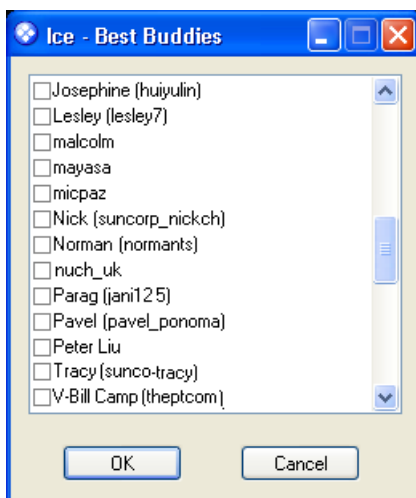 Ice - Best Buddies
Josephine (huiyulin)
Lesley (lesley7)
malcolm
mayasa
micpaz
Nick (suncorp_nickch)
Norman (normants)
nuch_uk
Parag (jani125)
Pavel (pavel_ponoma)
Peter Liu
Tracy (sunco-tracy)
V-Bill Camp (theptcom)
OK
Cancel